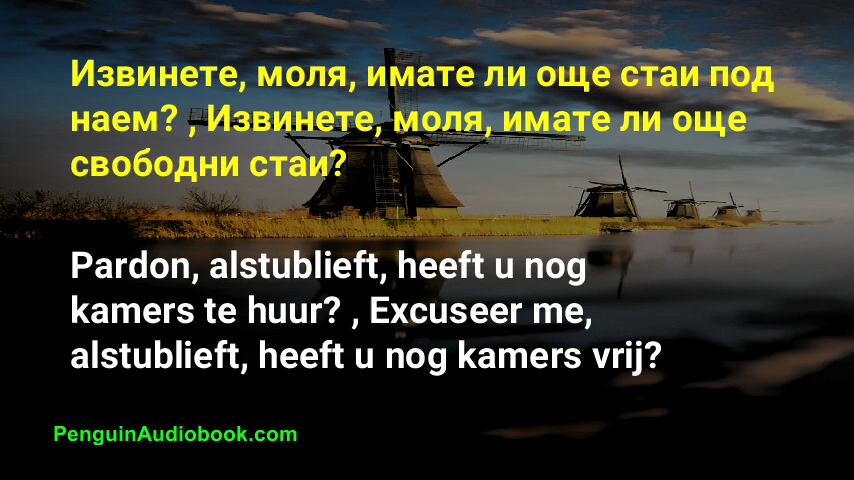 Извинете, моля, имате ли още стаи под
наем? , Извинете, моля, имате ли още
свободни стаи?
Pardon, alstublieft, heeft u nog
kamers te huur? , Excuseer me,
alstublieft, heeft u nog kamers vrij?
PenguinAudiobook.com